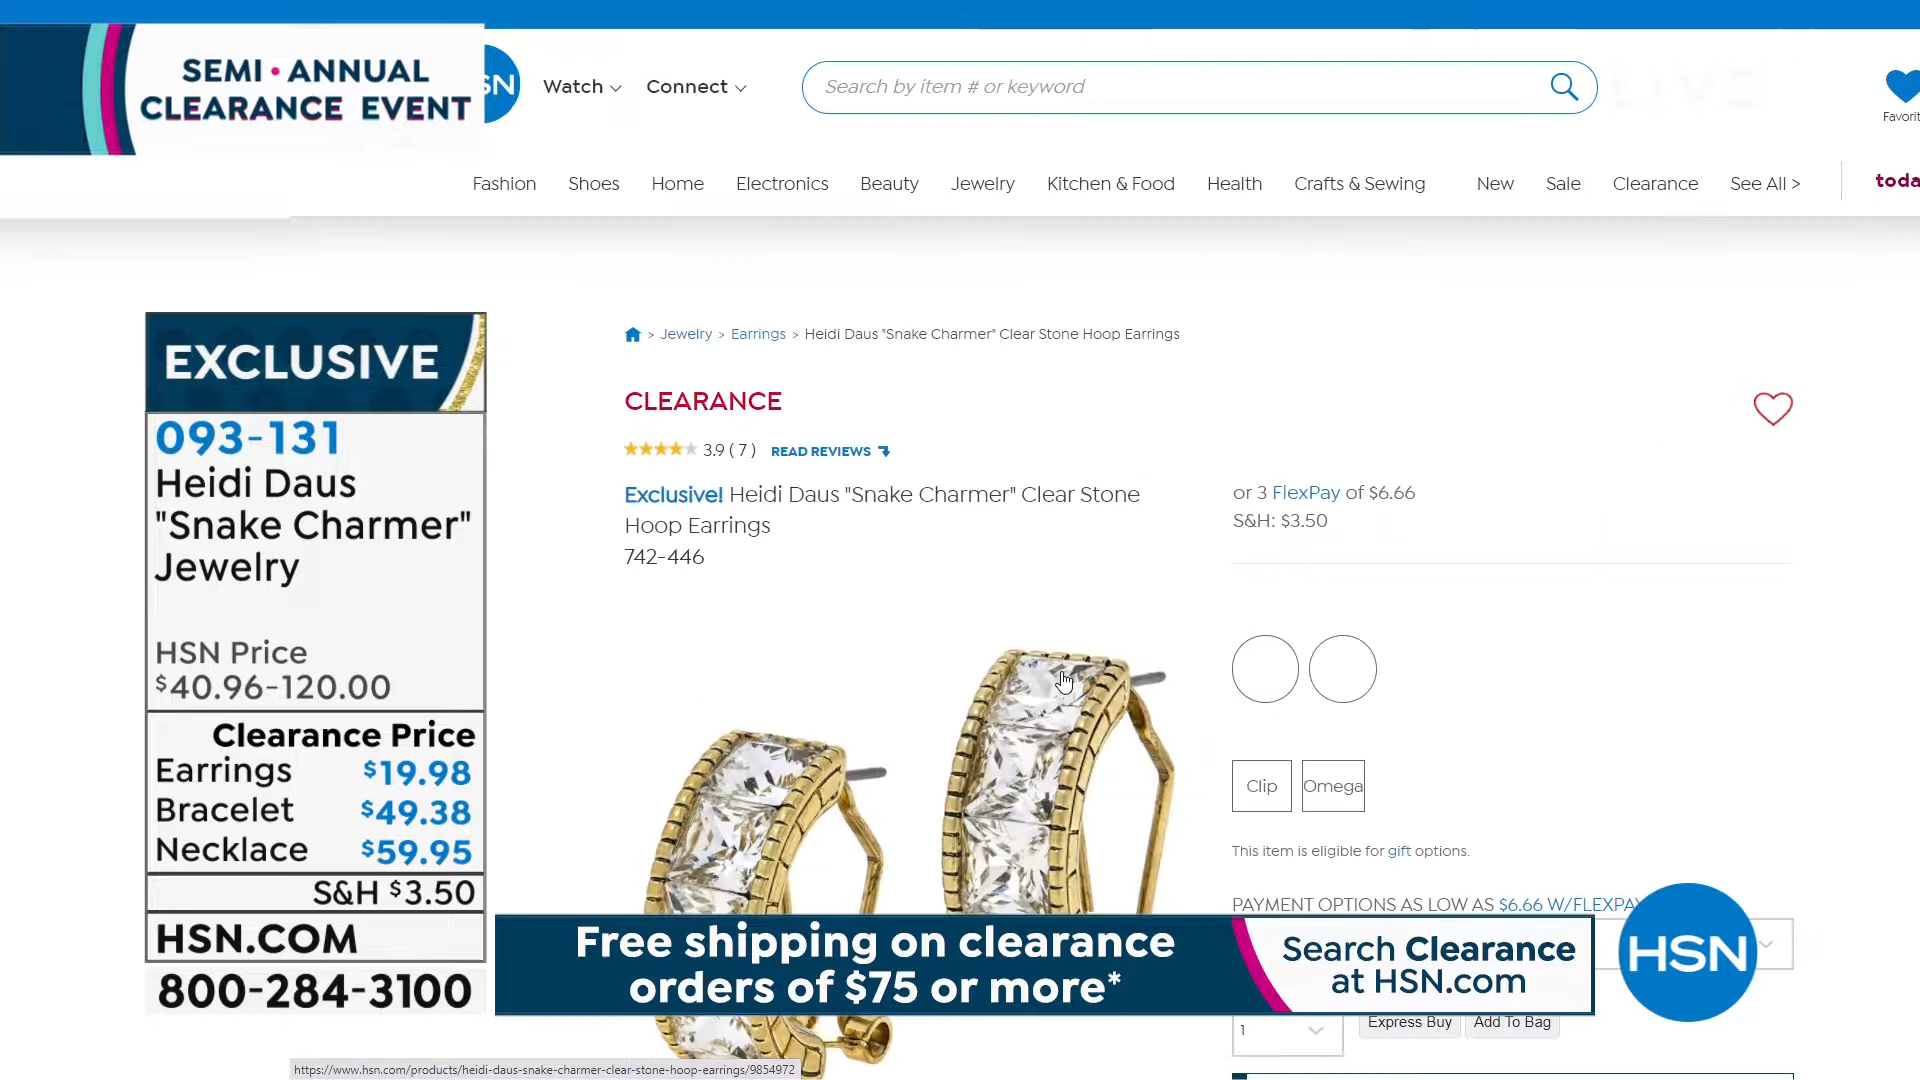 SEMI • ANNUAL
CLEARANCE EVENT
SN
Watch
Connect
Search by item # or keyword
LIVE
Favorit
Fashion
Shoes
Home
Electronics
Beauty
Jewelry
Kitchen & Food
Health
Crafts & Sewing
New
Sale
Clearance
See All >
toda
EXCLUSIVE
093-131
Heidi Daus
"Snake Charmer"
Jewelry
HSN Price
$40.96-120.00
Clearance Price
Earrings $19.98
Bracelet $49.38
Necklace $59.95
S&H $3.50
HSN.COM
800-284-3100
> Jewelry > Earrings > Heidi Daus "Snake Charmer" Clear Stone Hoop Earrings
CLEARANCE
3.9 ( 7 ) READ REVIEWS
Exclusive! Heidi Daus "Snake Charmer" Clear Stone
Hoop Earrings
742-446
or 3 FlexPay of $6.66
S&H: $3.50
Clip
Omega
This item is eligible for gift options.
PAYMENT OPTIONS AS LOW AS $6.66 W/FLEXPAY
Free shipping on clearance
orders of $75 or more*
Search Clearance
at HSN.com
HSN
1
Express Buy
Add To Bag
https://www.hsn.com/products/heidi-daus-snake-charmer-clear-stone-hoop-earrings/9854972